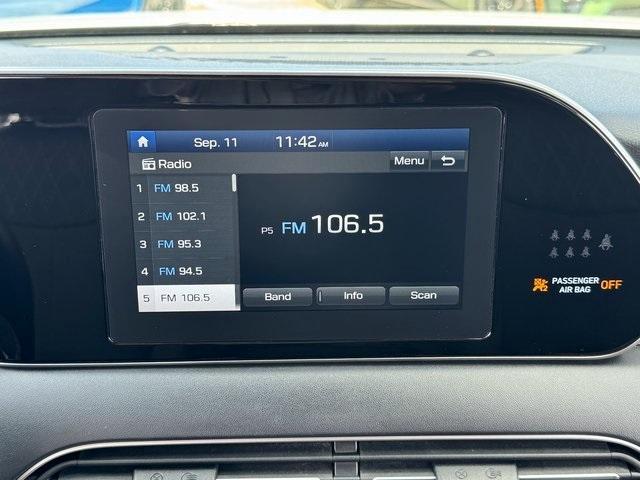 Sep. 11 11:42 AM
Radio Menu
1 FM 98.5
2 FM 102.1
3 FM 95.3
4 FM 94.5
5 FM 106.5
P5 FM 106.5
Band Info Scan
PASSENGER
AIR BAG OFF